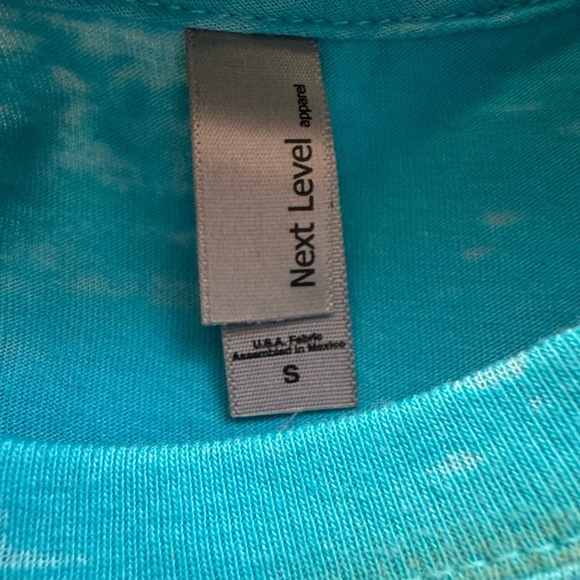 Next Level
apparel
U.S.A. Fabric
Assembled in Mexico
S